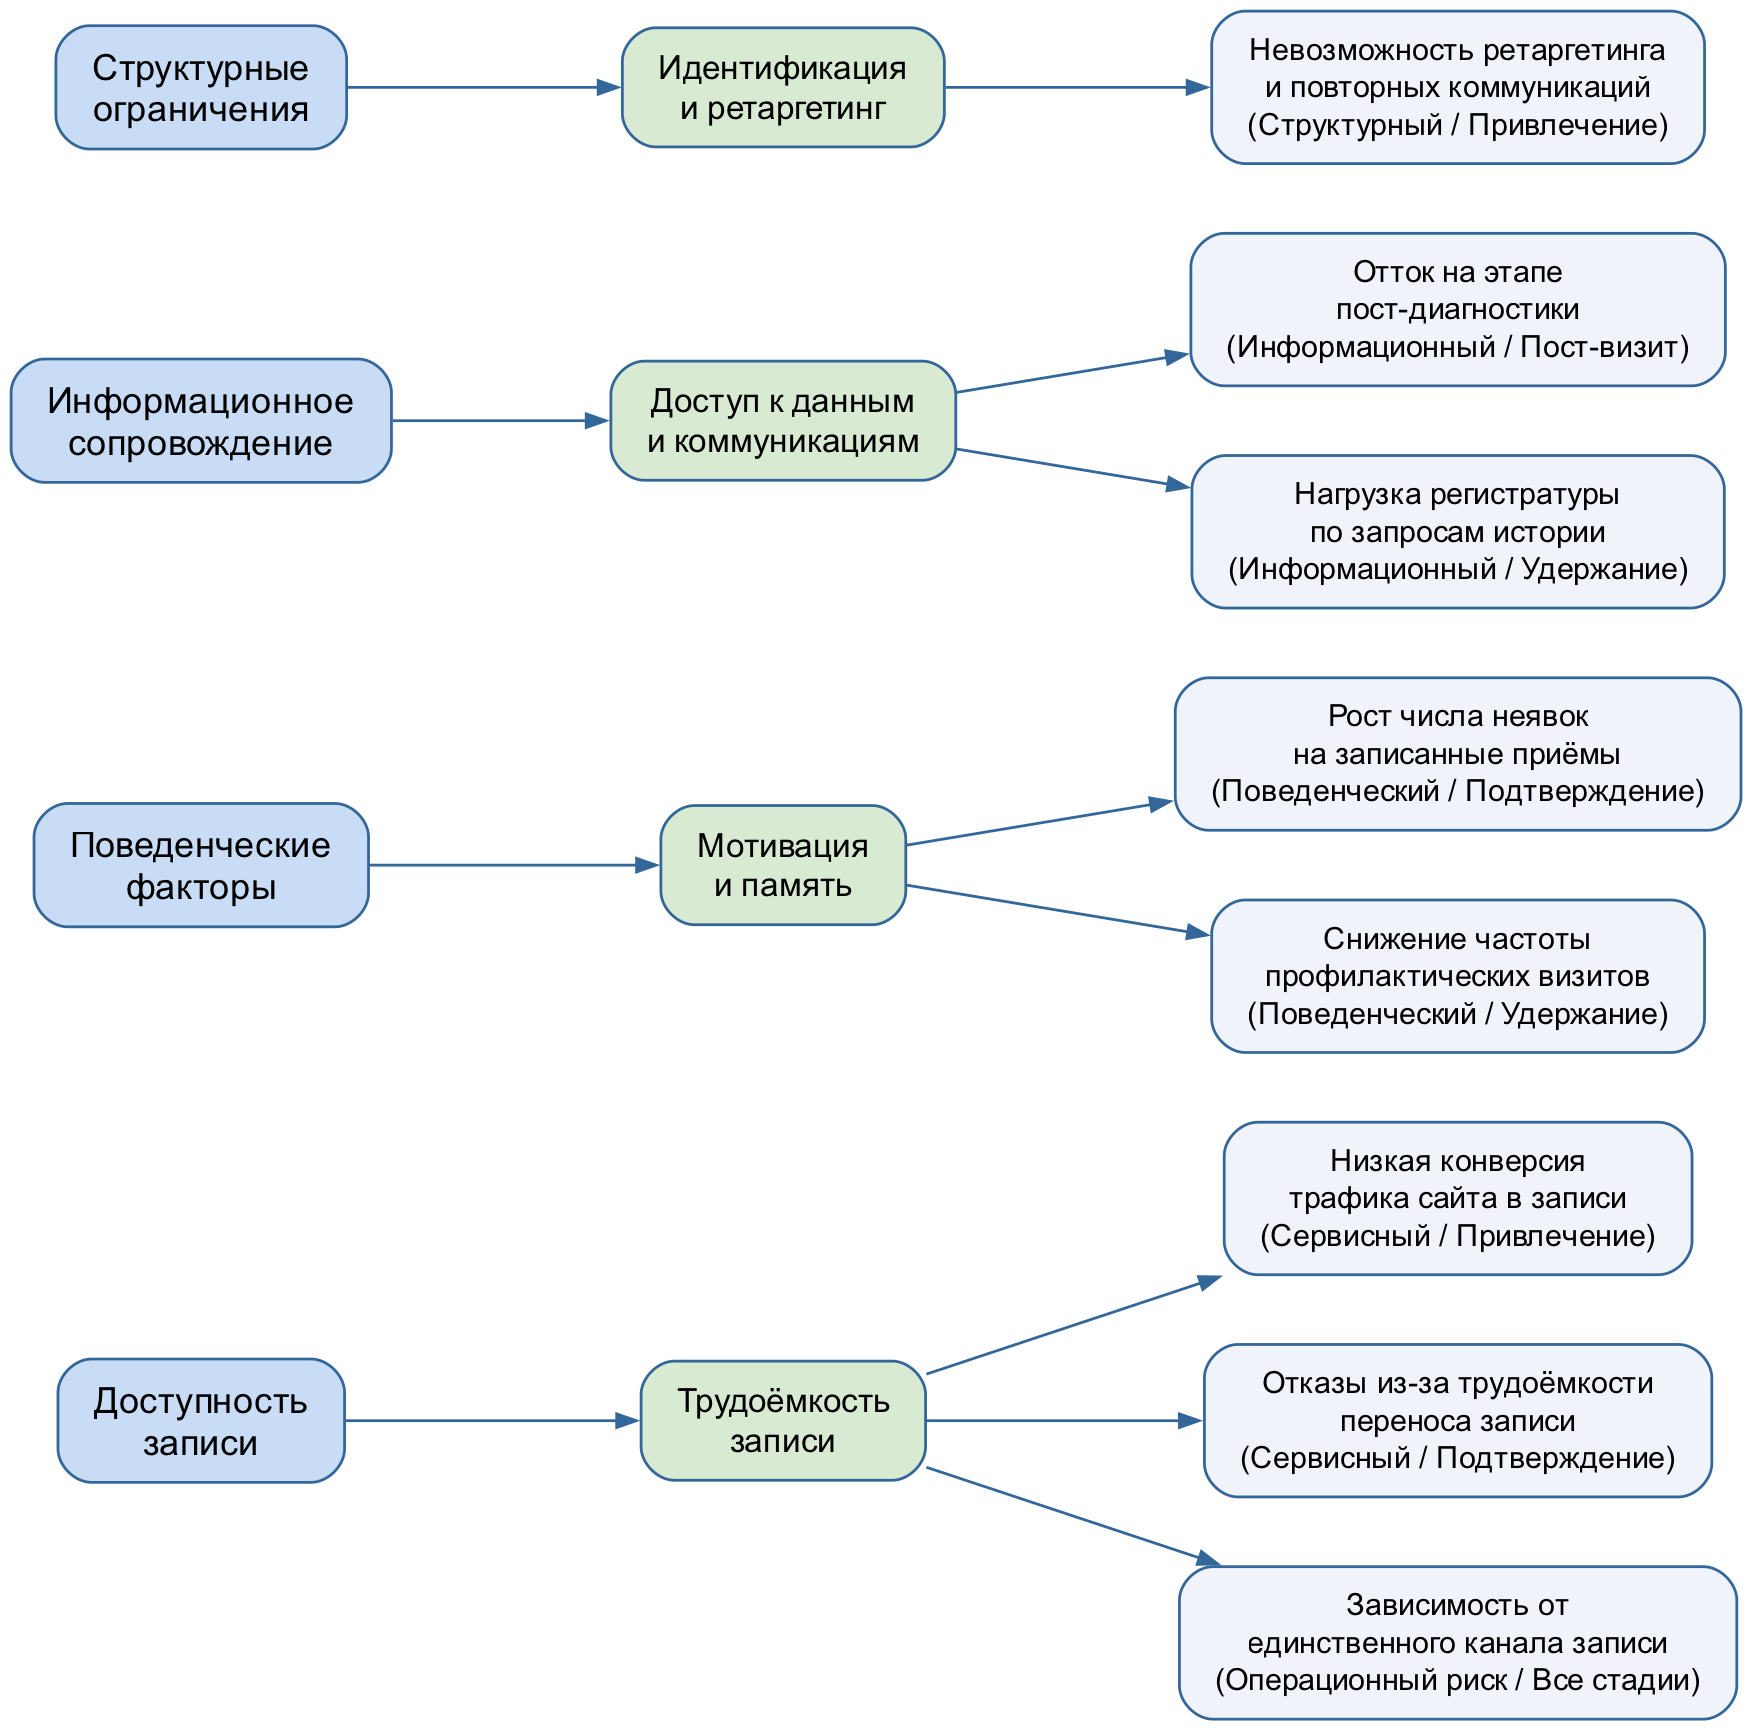 Структурные
ограничения
Идентификация
и ретаргетинг
Невозможность ретаргетинга
и повторных коммуникаций
(Структурный / Привлечение)
Информационное
сопровождение
Доступ к данным
и коммуникациям
Отток на этапе
пост-диагностики
(Информационный / Пост-визит)
Нагрузка регистратуры
по запросам истории
(Информационный / Удержание)
Поведенческие
факторы
Мотивация
и память
Рост числа неявок
на записанные приёмы
(Поведенческий / Подтверждение)
Снижение частоты
профилактических визитов
(Поведенческий / Удержание)
Доступность
записи
Трудоёмкость
записи
Низкая конверсия
трафика сайта в записи
(Сервисный / Привлечение)
Отказы из-за трудоёмкости
переноса записи
(Сервисный / Подтверждение)
Зависимость от
единственного канала записи
(Операционный риск / Все стадии)